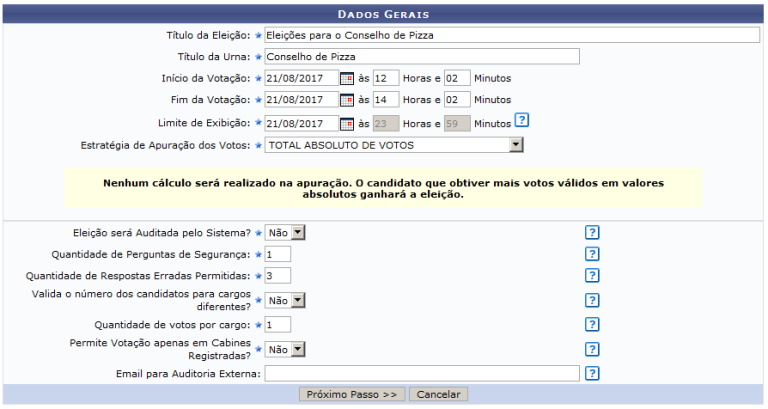 DADOS GERAIS
Título da Eleição: Eleições para o Conselho de Pizza
Título da Urna: Conselho de Pizza
Início da Votação: 21/08/2017 às 12 Horas e 02 Minutos
Fim da Votação: 21/08/2017 às 14 Horas e 02 Minutos
Limite de Exibição: 21/08/2017 às 23 Horas e 59 Minutos ?
Estratégia de Apuração dos Votos: TOTAL ABSOLUTO DE VOTOS
Nenhum cálculo será realizado na apuração. O candidato que obtiver mais votos válidos em valores
absolutos ganhará a eleição.
Eleição será Auditada pelo Sistema? Não ?
Quantidade de Perguntas de Segurança: 1 ?
Quantidade de Respostas Erradas Permitidas: 3 ?
Valida o número dos candidatos para cargos
diferentes? Não ?
Quantidade de votos por cargo: 1 ?
Permite Votação apenas em Cabines
Registradas? Não ?
Email para Auditoria Externa: ?
Próximo Passo >> Cancelar